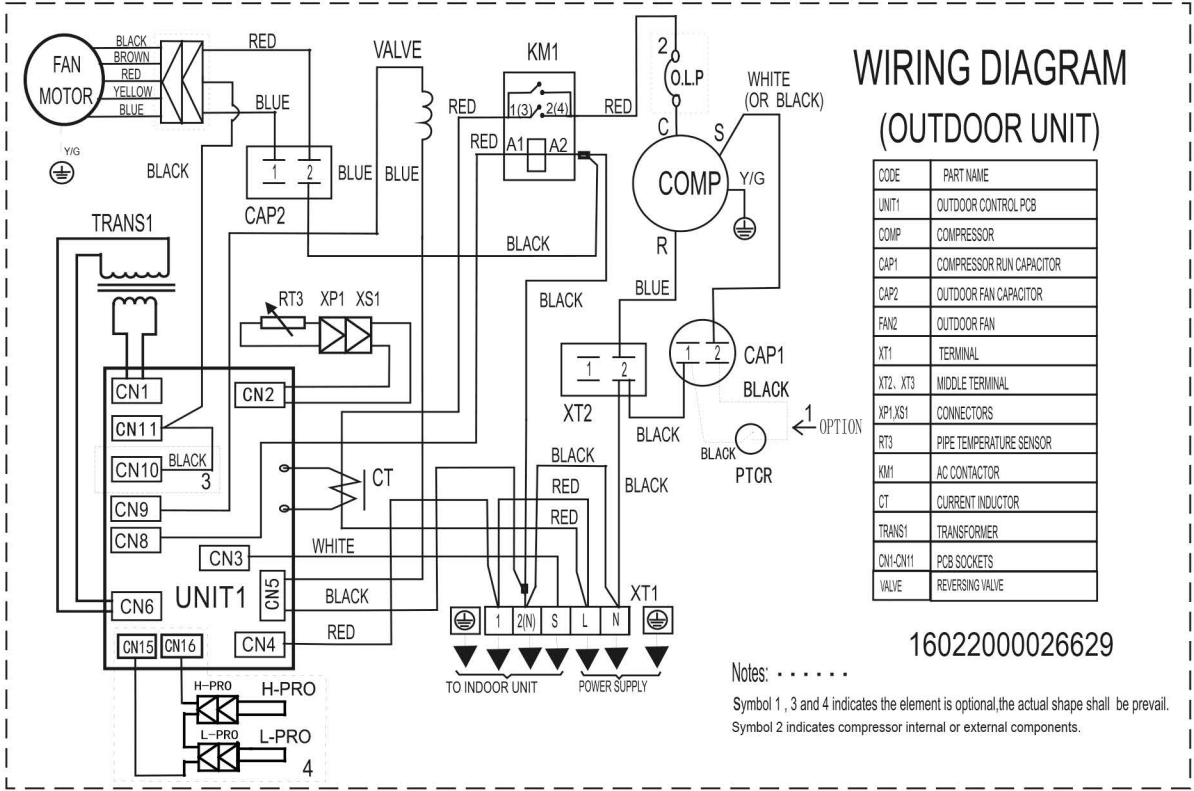 WIRING DIAGRAM
(OUTDOOR UNIT)
FAN
MOTOR
BLACK
BROWN
RED
YELLOW
BLUE
Y/G
RED
BLUE
BLACK
1 2
CAP2
BLUE
BLUE
VALVE
KM1
1(3) 2(4)
A1 A2
RED
RED
RED
BLACK
BLACK
2
O.L.P
C
S
COMP
R
Y/G
WHITE
(OR BLACK)
BLUE
1 2
XT2
1 2
CAP1
BLACK
BLACK
BLACK
PTCR
1
OPTION
TRANS1
RT3 XP1 XS1
CN1
CN2
CN11
CN10
BLACK
3
CN9
CN8
CN3
CN5
CN6
UNIT1
CN4
CN15
CN16
CT
WHITE
BLACK
RED
BLACK
RED
RED
BLACK
XT1
1 2(N) S L N
TO INDOOR UNIT
POWER SUPPLY
H-PRO
H-PRO
L-PRO
L-PRO
4
CODE PART NAME
UNIT1 OUTDOOR CONTROL PCB
COMP COMPRESSOR
CAP1 COMPRESSOR RUN CAPACITOR
CAP2 OUTDOOR FAN CAPACITOR
FAN2 OUTDOOR FAN
XT1 TERMINAL
XT2、XT3 MIDDLE TERMINAL
XP1,XS1 CONNECTORS
RT3 PIPE TEMPERATURE SENSOR
KM1 AC CONTACTOR
CT CURRENT INDUCTOR
TRANS1 TRANSFORMER
CN1-CN11 PCB SOCKETS
VALVE REVERSING VALVE
16022000026629
Notes: · · · · · ·
Symbol 1 , 3 and 4 indicates the element is optional,the actual shape shall be prevail.
Symbol 2 indicates compressor internal or external components.